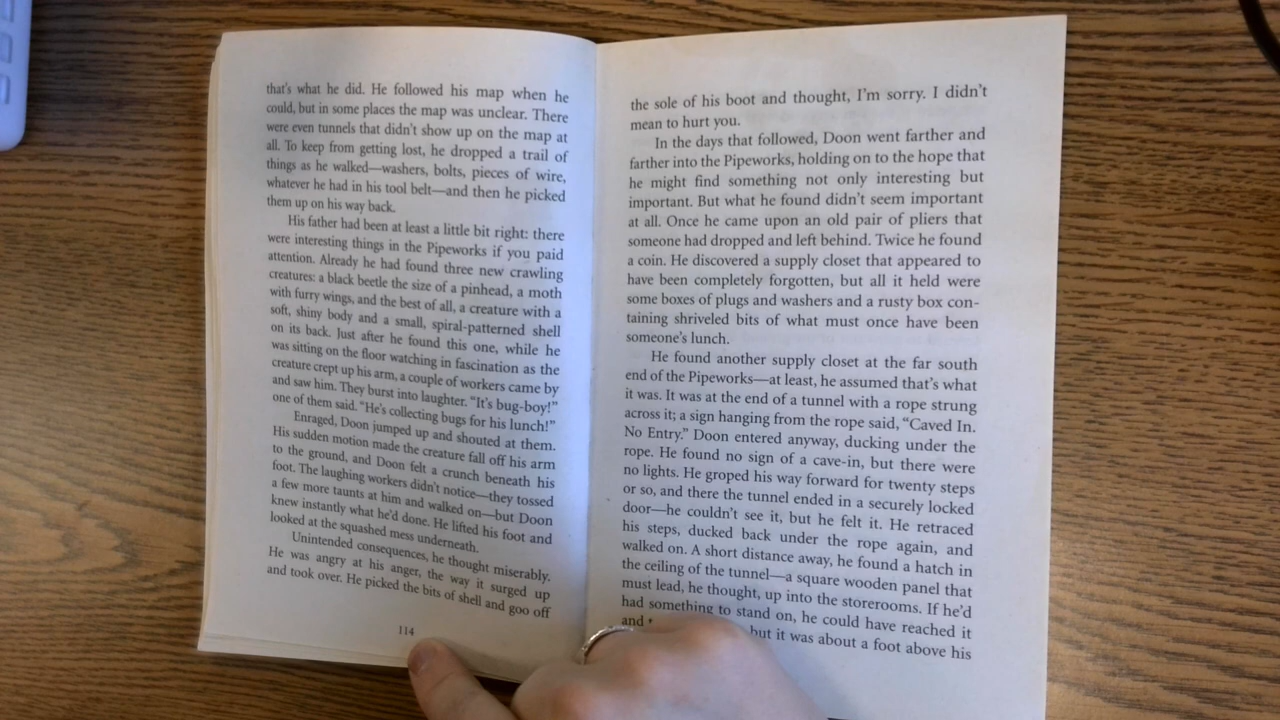 that's what he did. He followed his map when he
could, but in some places the map was unclear. There
were even tunnels that didn't show up on the map at
all. To keep from getting lost, he dropped a trail of
things as he walked—washers, bolts, pieces of wire,
whatever he had in his tool belt—and then he picked
them up on his way back.
His father had been at least a little bit right: there
were interesting things in the Pipeworks if you paid
attention. Already he had found three new crawling
creatures: a black beetle the size of a pinhead, a moth
with furry wings, and the best of all, a creature with a
soft, shiny body and a small, spiral-patterned shell
on its back. Just after he found this one, while he
was sitting on the floor watching in fascination as the
creature crept up his arm, a couple of workers came by
and saw him. They burst into laughter. "It's bug-boy!"
one of them said. "He's collecting bugs for his lunch!"
Enraged, Doon jumped up and shouted at them.
His sudden motion made the creature fall off his arm
to the ground, and Doon felt a crunch beneath his
foot. The laughing workers didn't notice—they tossed
a few more taunts at him and walked on—but Doon
knew instantly what he'd done. He lifted his foot and
looked at the squashed mess underneath.
Unintended consequences, he thought miserably.
He was angry at his anger, the way it surged up
and took over. He picked the bits of shell and goo off
114
the sole of his boot and thought, I'm sorry. I didn't
mean to hurt you.
In the days that followed, Doon went farther and
farther into the Pipeworks, holding on to the hope that
he might find something not only interesting but
important. But what he found didn't seem important
at all. Once he came upon an old pair of pliers that
someone had dropped and left behind. Twice he found
a coin. He discovered a supply closet that appeared to
have been completely forgotten, but all it held were
some boxes of plugs and washers and a rusty box con-
taining shriveled bits of what must once have been
someone's lunch.
He found another supply closet at the far south
end of the Pipeworks—at least, he assumed that's what
it was. It was at the end of a tunnel with a rope strung
across it; a sign hanging from the rope said, "Caved In.
No Entry." Doon entered anyway, ducking under the
rope. He found no sign of a cave-in, but there were
no lights. He groped his way forward for twenty steps
or so, and there the tunnel ended in a securely locked
door—he couldn't see it, but he felt it. He retraced
his steps, ducked back under the rope again, and
walked on. A short distance away, he found a hatch in
the ceiling of the tunnel—a square wooden panel that
must lead, he thought, up into the storerooms. If he'd
had something to stand on, he could have reached it
and but it was about a foot above his